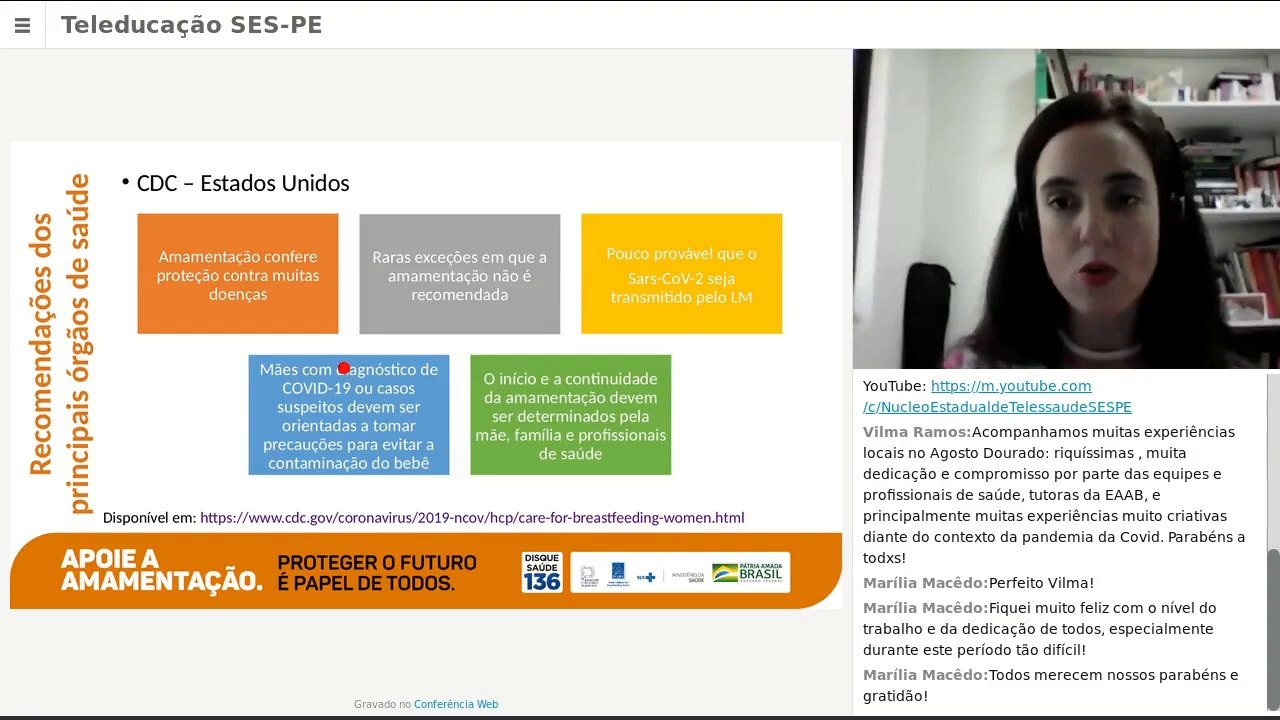 Teleducação SES-PE
Recomendações dos
principais órgãos de saúde
• CDC – Estados Unidos
Amamentação confere
proteção contra muitas
doenças
Raras exceções em que a
amamentação não é
recomendada
Pouco provável que o
Sars-CoV-2 seja
transmitido pelo LM
Mães com diagnóstico de
COVID-19 ou casos
suspeitos devem ser
orientadas a tomar
precauções para evitar a
contaminação do bebê
O início e a continuidade
da amamentação devem
ser determinados pela
mãe, família e profissionais
de saúde
Disponível em: https://www.cdc.gov/coronavirus/2019-ncov/hcp/care-for-breastfeeding-women.html
APOIE A
AMAMENTAÇÃO.
PROTEGER O FUTURO
É PAPEL DE TODOS.
DISQUE
SAÚDE
136
MINISTÉRIO DA
SAÚDE
PÁTRIA AMADA
BRASIL
Gravado no Conferência Web
YouTube: https://m.youtube.com
/c/NucleoEstadualdeTelessaudeSESPE
Vilma Ramos:Acompanhamos muitas experiências
locais no Agosto Dourado: riquíssimas , muita
dedicação e compromisso por parte das equipes e
profissionais de saúde, tutoras da EAAB, e
principalmente muitas experiências muito criativas
diante do contexto da pandemia da Covid. Parabéns a
todxs!
Marília Macêdo:Perfeito Vilma!
Marília Macêdo:Fiquei muito feliz com o nível do
trabalho e da dedicação de todos, especialmente
durante este período tão difícil!
Marília Macêdo:Todos merecem nossos parabéns e
gratidão!